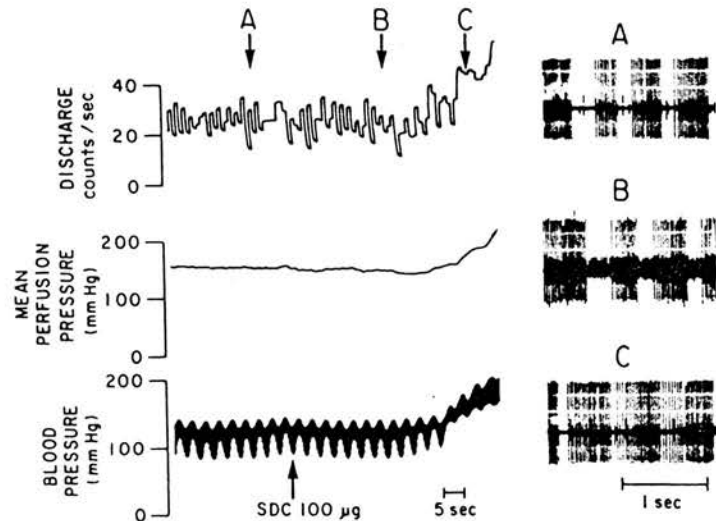 A
B
C
DISCHARGE
counts / sec
40
20
0
MEAN
PERFUSION
PRESSURE
(mm Hg)
200
100
0
BLOOD
PRESSURE
(mm Hg)
200
100
0
SDC 100 µg
5 sec
A
B
C
1 sec